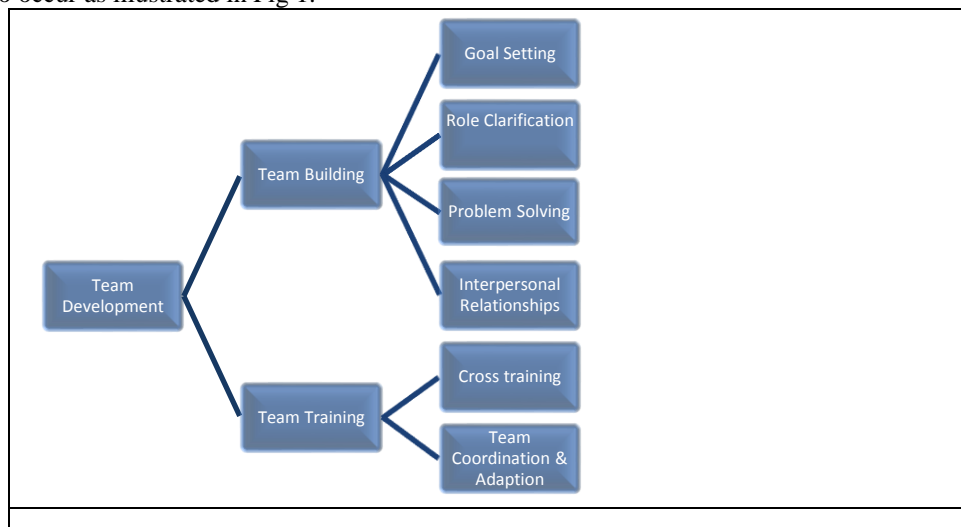 o occur as illustrated in Fig 1.
Goal Setting
Role Clarification
Team Building
Problem Solving
Team
Development
Interpersonal
Relationships
Cross training
Team Training
Team
Coordination &
Adaption